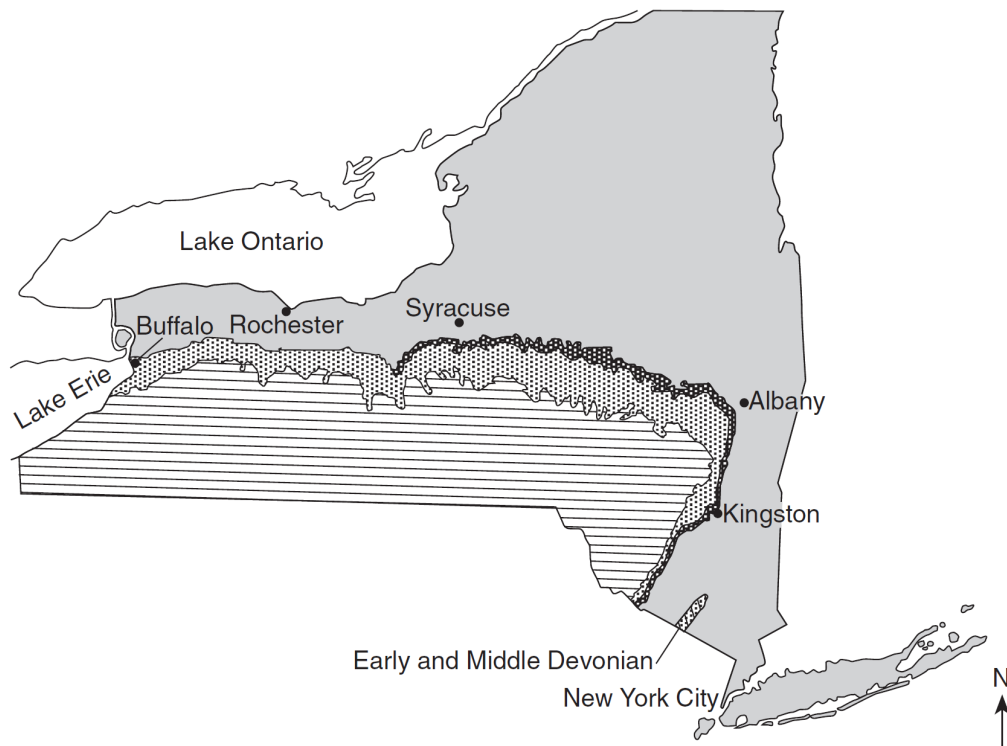 Lake Ontario
Syracuse
Buffalo
Rochester
Lake Erie
Albany
Kingston
Early and Middle Devonian
New York City
N